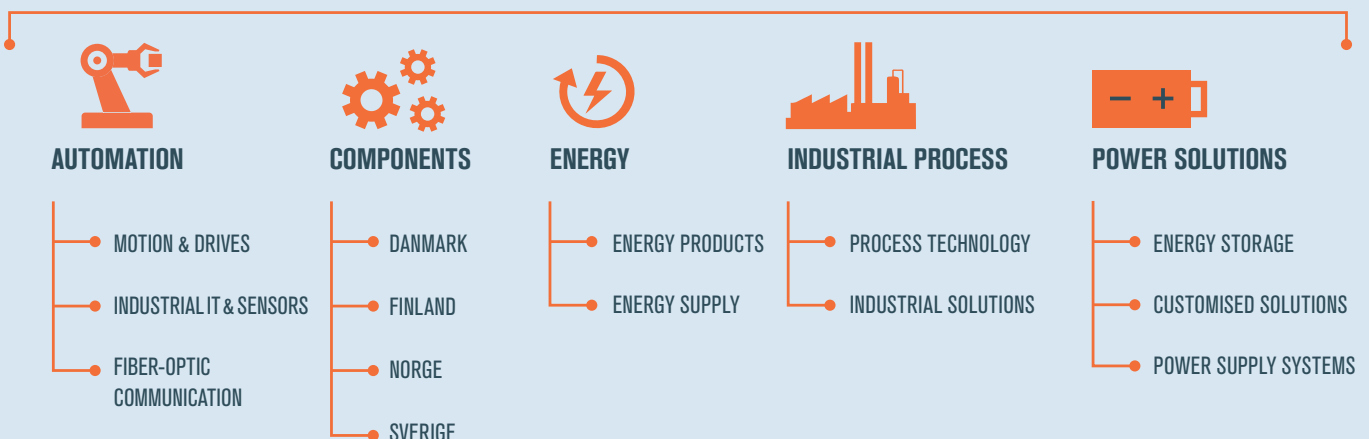 AUTOMATION
MOTION & DRIVES
INDUSTRIAL IT & SENSORS
FIBER-OPTIC
COMMUNICATION
COMPONENTS
DANMARK
FINLAND
NORGE
SVERIGE
ENERGY
ENERGY PRODUCTS
ENERGY SUPPLY
INDUSTRIAL PROCESS
PROCESS TECHNOLOGY
INDUSTRIAL SOLUTIONS
POWER SOLUTIONS
ENERGY STORAGE
CUSTOMISED SOLUTIONS
POWER SUPPLY SYSTEMS